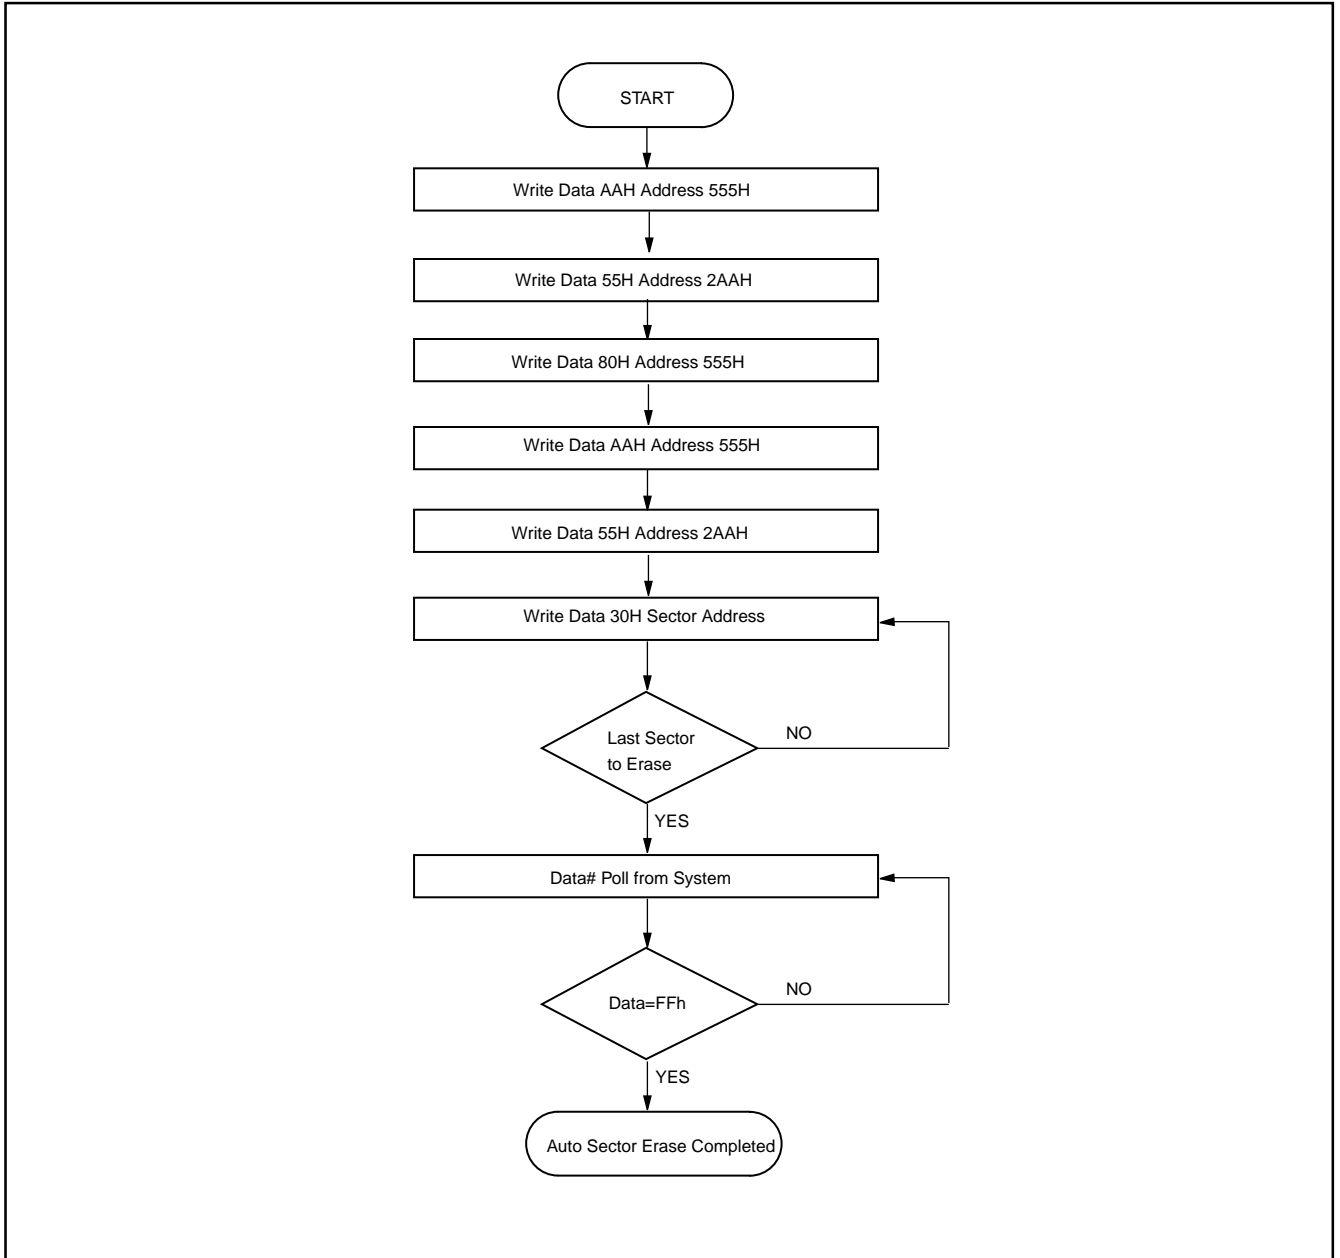 START
Write Data AAH Address 555H
Write Data 55H Address 2AAH
Write Data 80H Address 555H
Write Data AAH Address 555H
Write Data 55H Address 2AAH
Write Data 30H Sector Address
Last Sector
to Erase
NO
YES
Data# Poll from System
Data=FFh
NO
YES
Auto Sector Erase Completed